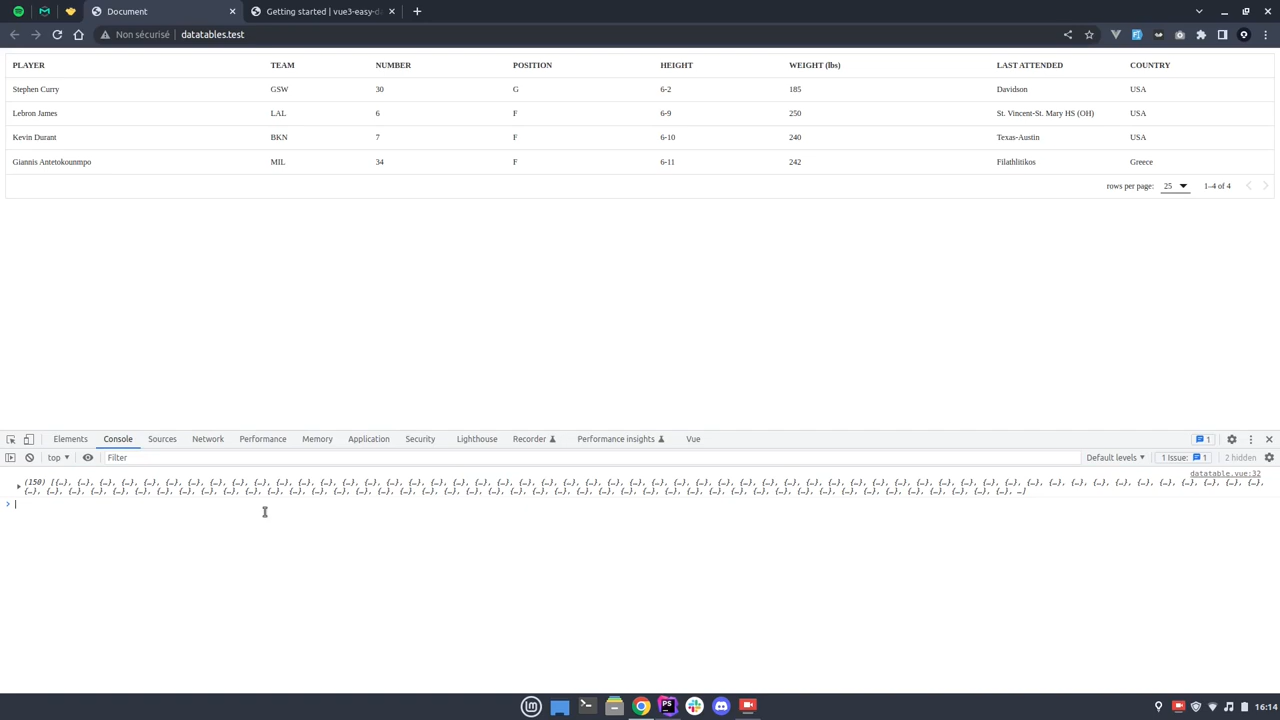 Document
Getting started | vue3-easy-da
Non sécurisé | datatables.test
PLAYER TEAM NUMBER POSITION HEIGHT WEIGHT (lbs) LAST ATTENDED COUNTRY
Stephen Curry GSW 30 G 6-2 185 Davidson USA
Lebron James LAL 6 F 6-9 250 St. Vincent-St. Mary HS (OH) USA
Kevin Durant BKN 7 F 6-10 240 Texas-Austin USA
Giannis Antetokounmpo MIL 34 F 6-11 242 Filathlitikos Greece
rows per page: 25 1–4 of 4
Elements Console Sources Network Performance Memory Application Security Lighthouse Recorder Performance insights Vue 1
top Filter Default levels 1 Issue: 1 2 hidden
datatable.vue:32
(150) [{…}, {…}, {…}, {…}, {…}, {…}, {…}, {…}, {…}, {…}, {…}, {…}, {…}, {…}, {…}, {…}, {…}, {…}, {…}, {…}, {…}, {…}, {…}, {…}, {…}, {…}, {…}, {…}, {…}, {…}, {…}, {…}, {…}, {…}, {…}, {…}, {…}, {…}, {…}, {…}, {…}, {…}, {…}, {…}, {…}, {…}, {…}, {…}, {…}, {…}, {…}, {…}, {…}, {…}, {…},
{…}, {…}, {…}, {…}, {…}, {…}, {…}, {…}, {…}, {…}, {…}, {…}, {…}, {…}, {…}, {…}, {…}, {…}, {…}, {…}, {…}, {…}, {…}, {…}, {…}, {…}, {…}, {…}, {…}, {…}, {…}, {…}, {…}, {…}, {…}, {…}, {…}, {…}, {…}, {…}, {…}, {…}, {…}, {…}, …]
PS
16:14